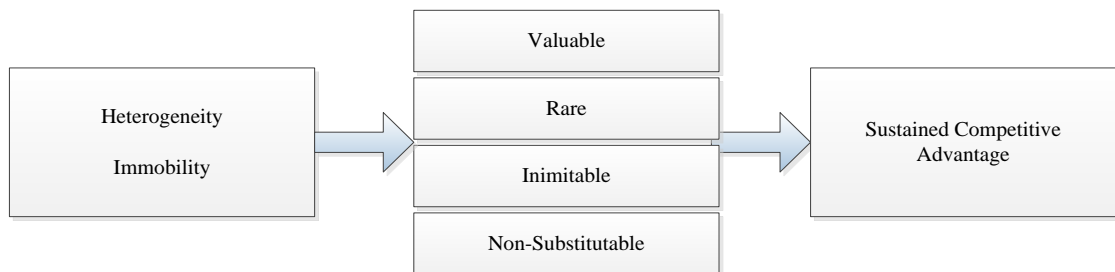 Heterogeneity
Immobility
Valuable
Rare
Inimitable
Non-Substitutable
Sustained Competitive
Advantage